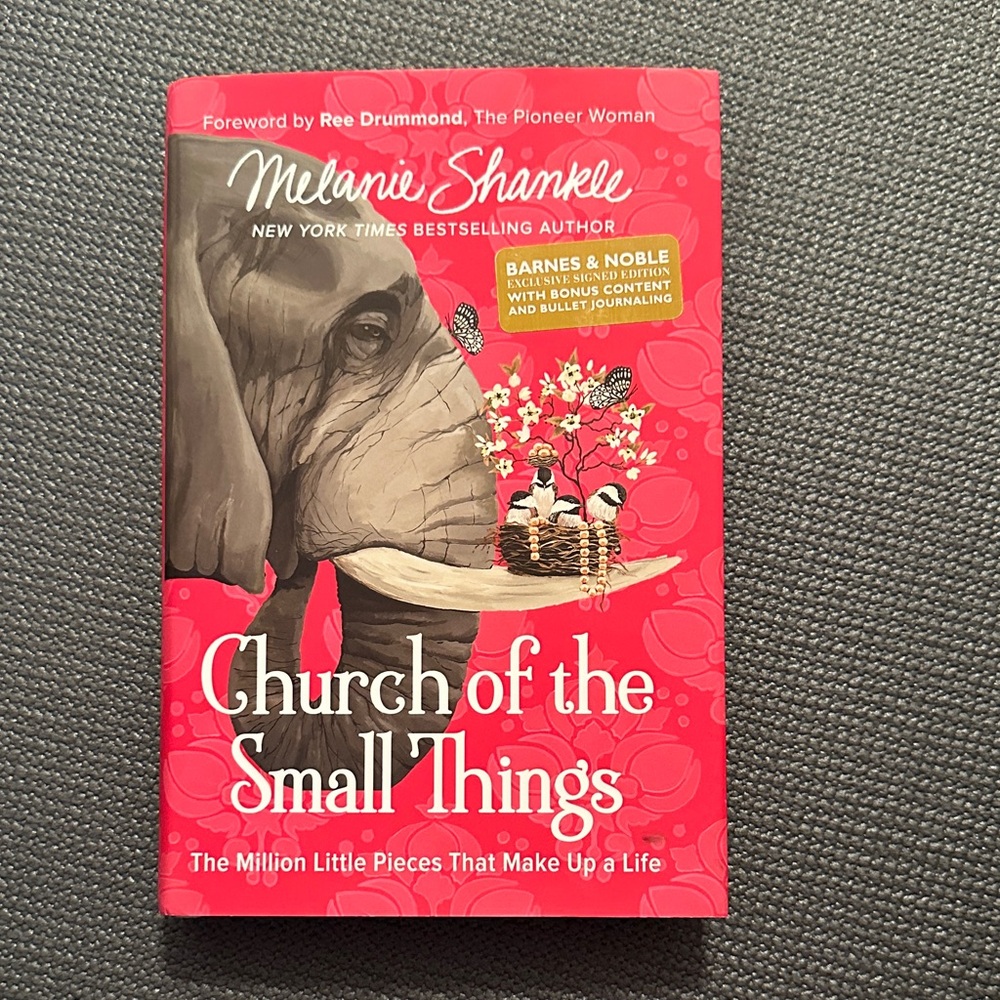 Foreword by Ree Drummond, The Pioneer Woman
Melanie Shankle
NEW YORK TIMES BESTSELLING AUTHOR
BARNES & NOBLE
EXCLUSIVE SIGNED EDITION
WITH BONUS CONTENT
AND BULLET JOURNALING
Church of the
Small Things
The Million Little Pieces That Make Up a Life